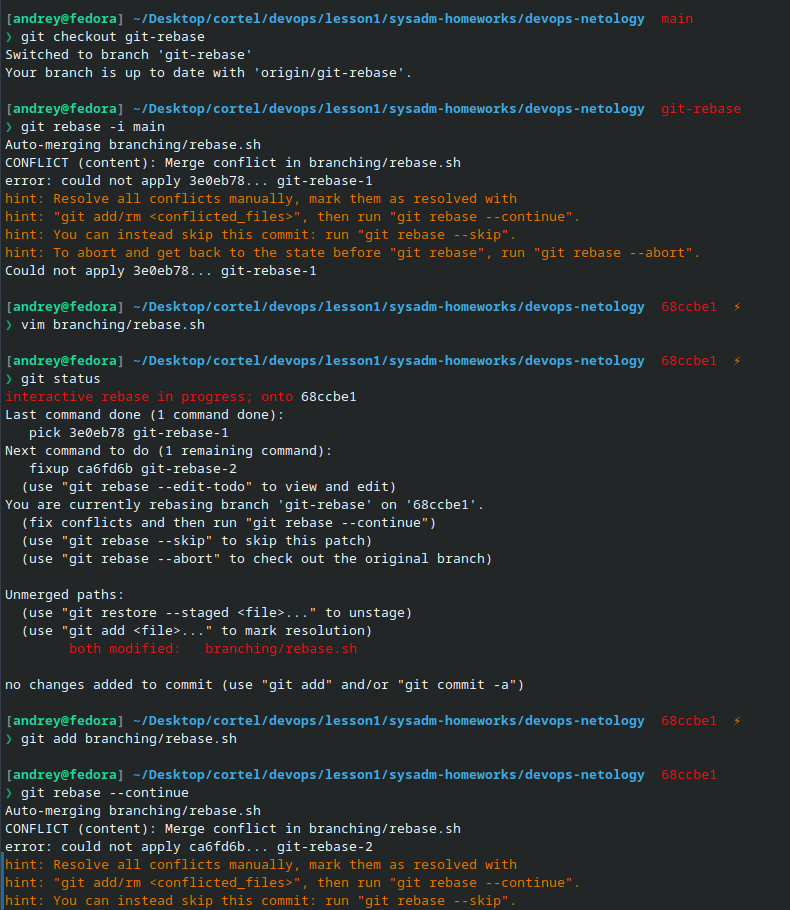 [andrey@fedora] ~/Desktop/cortel/devops/lesson1/sysadm-homeworks/devops-netology  main
❯ git checkout git-rebase
Switched to branch 'git-rebase'
Your branch is up to date with 'origin/git-rebase'.

[andrey@fedora] ~/Desktop/cortel/devops/lesson1/sysadm-homeworks/devops-netology  git-rebase
❯ git rebase -i main
Auto-merging branching/rebase.sh
CONFLICT (content): Merge conflict in branching/rebase.sh
error: could not apply 3e0eb78... git-rebase-1
hint: Resolve all conflicts manually, mark them as resolved with
hint: "git add/rm <conflicted_files>", then run "git rebase --continue".
hint: You can instead skip this commit: run "git rebase --skip".
hint: To abort and get back to the state before "git rebase", run "git rebase --abort".
Could not apply 3e0eb78... git-rebase-1

[andrey@fedora] ~/Desktop/cortel/devops/lesson1/sysadm-homeworks/devops-netology  68ccbe1  ⚡
❯ vim branching/rebase.sh

[andrey@fedora] ~/Desktop/cortel/devops/lesson1/sysadm-homeworks/devops-netology  68ccbe1  ⚡
❯ git status
interactive rebase in progress; onto 68ccbe1
Last command done (1 command done):
   pick 3e0eb78 git-rebase-1
Next command to do (1 remaining command):
   fixup ca6fd6b git-rebase-2
  (use "git rebase --edit-todo" to view and edit)
You are currently rebasing branch 'git-rebase' on '68ccbe1'.
  (fix conflicts and then run "git rebase --continue")
  (use "git rebase --skip" to skip this patch)
  (use "git rebase --abort" to check out the original branch)

Unmerged paths:
  (use "git restore --staged <file>..." to unstage)
  (use "git add <file>..." to mark resolution)
        both modified:   branching/rebase.sh

no changes added to commit (use "git add" and/or "git commit -a")

[andrey@fedora] ~/Desktop/cortel/devops/lesson1/sysadm-homeworks/devops-netology  68ccbe1  ⚡
❯ git add branching/rebase.sh

[andrey@fedora] ~/Desktop/cortel/devops/lesson1/sysadm-homeworks/devops-netology  68ccbe1
❯ git rebase --continue
Auto-merging branching/rebase.sh
CONFLICT (content): Merge conflict in branching/rebase.sh
error: could not apply ca6fd6b... git-rebase-2
hint: Resolve all conflicts manually, mark them as resolved with
hint: "git add/rm <conflicted_files>", then run "git rebase --continue".
hint: You can instead skip this commit: run "git rebase --skip".